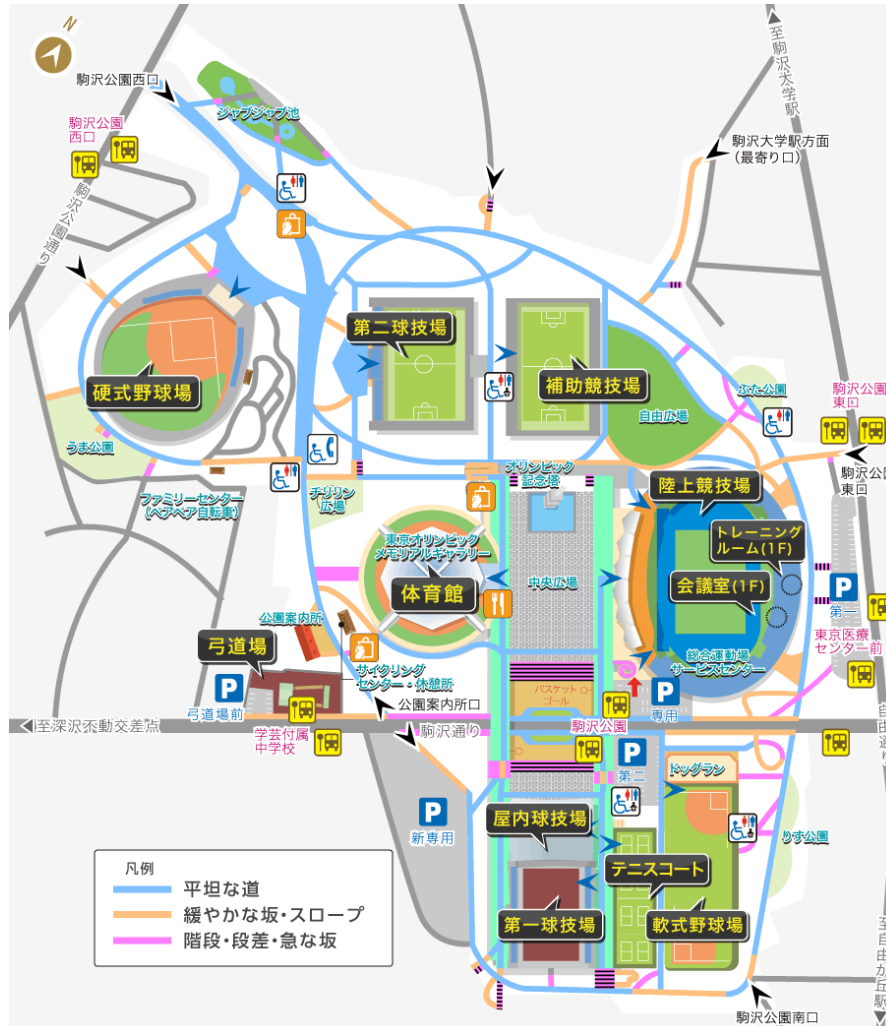 N
至駒沢大学駅
駒沢公園西口
ジャブジャブ池
駒沢公園
西口
駒沢大学駅方面
(最寄り口)
駒沢公園通り
第二球技場
補助競技場
硬式野球場
自由広場
ぶた公園
駒沢公園
東口
うま公園
駒沢公園
東口
オリンピック
記念塔
陸上競技場
ファミリーセンター
(ペアペア自転車)
チリリン
広場
トレーニング
ルーム(1F)
東京オリンピック
メモリアルギャラリー
体育館
中央広場
会議室(1F)
P
第一
公園案内所
弓道場
東京医療
センター前
総合運動場
サービスセンター
サイクリング
センター・休憩所
P
弓道場前
バスケット
ゴール
P
専用
公園案内所口
学芸付属
中学校
駒沢公園
至深沢不動交差点
駒沢通り
自由通り
P
第二
ドッグラン
P
新専用
屋内球技場
りす公園
テニスコート
凡例
平坦な道
緩やかな坂・スロープ
階段・段差・急な坂
第一球技場
軟式野球場
至自由が丘駅
駒沢公園南口